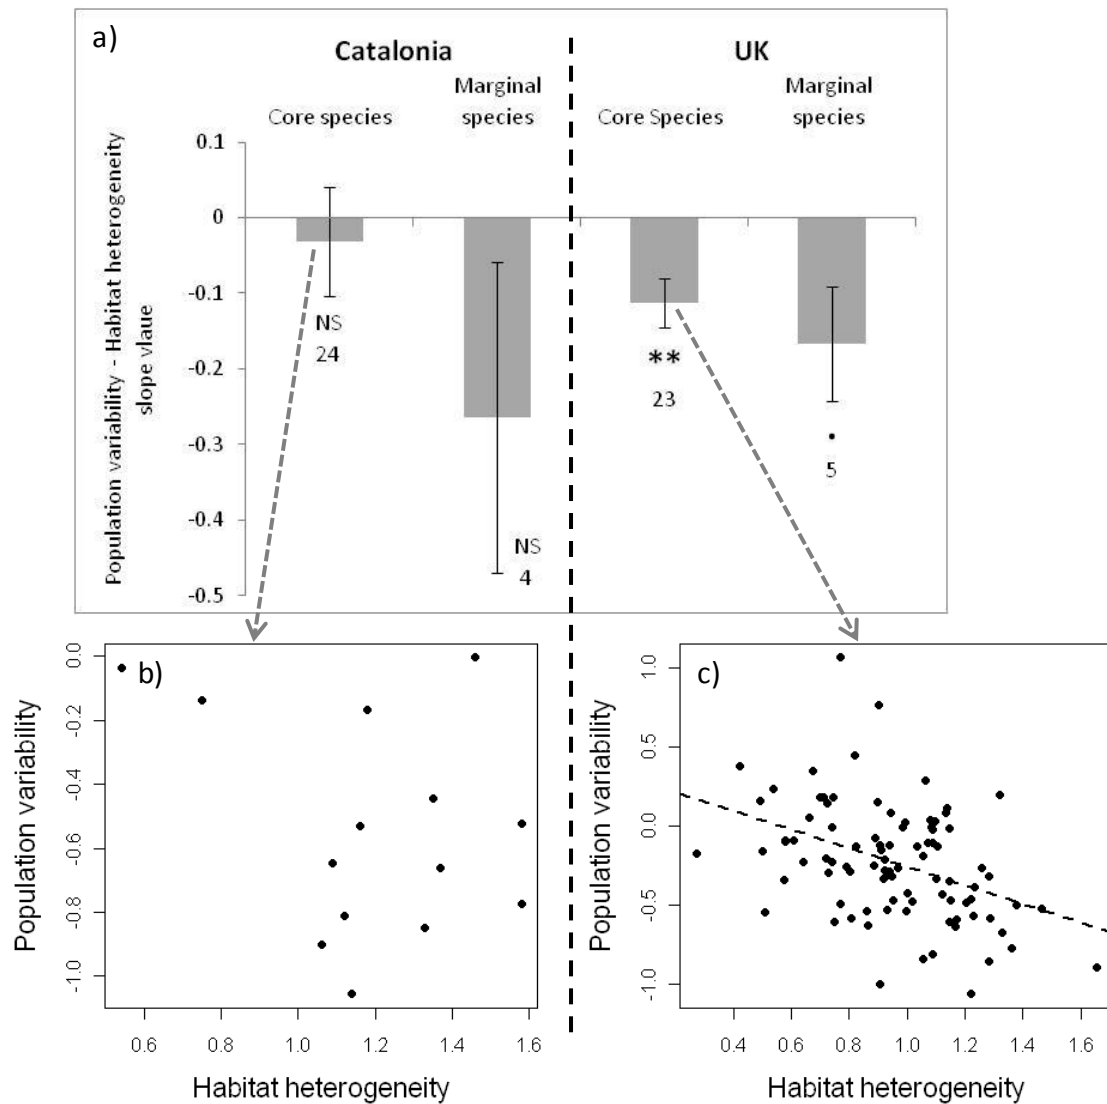 a)
Catalonia
UK
Core species
Marginal
species
Core Species
Marginal
species
Population variability - Habitat heterogeneity
slope vlaue
0.1
0
-0.1
-0.2
-0.3
-0.4
-0.5
NS
24
NS
4
**
23
•
5
b)
Population variability
0.0
-0.2
-0.4
-0.6
-0.8
-1.0
0.6 0.8 1.0 1.2 1.4 1.6
Habitat heterogeneity
c)
Population variability
1.0
0.5
0.0
-0.5
-1.0
0.4 0.6 0.8 1.0 1.2 1.4 1.6
Habitat heterogeneity